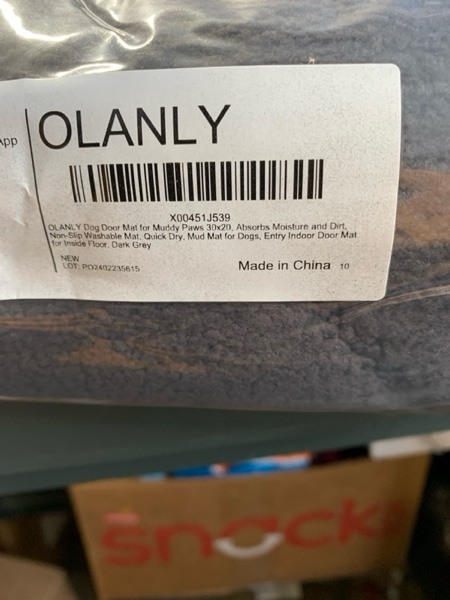 App
OLANLY
X00451J539
OLANLY Dog Door Mat for Muddy Paws 30x20, Absorbs Moisture and Dirt,
Non-Slip Washable Mat, Quick Dry, Mud Mat for Dogs, Entry Indoor Door Mat
for Inside Floor, Dark Grey
NEW
LOT: PO2402235615
Made in China 10
snacks